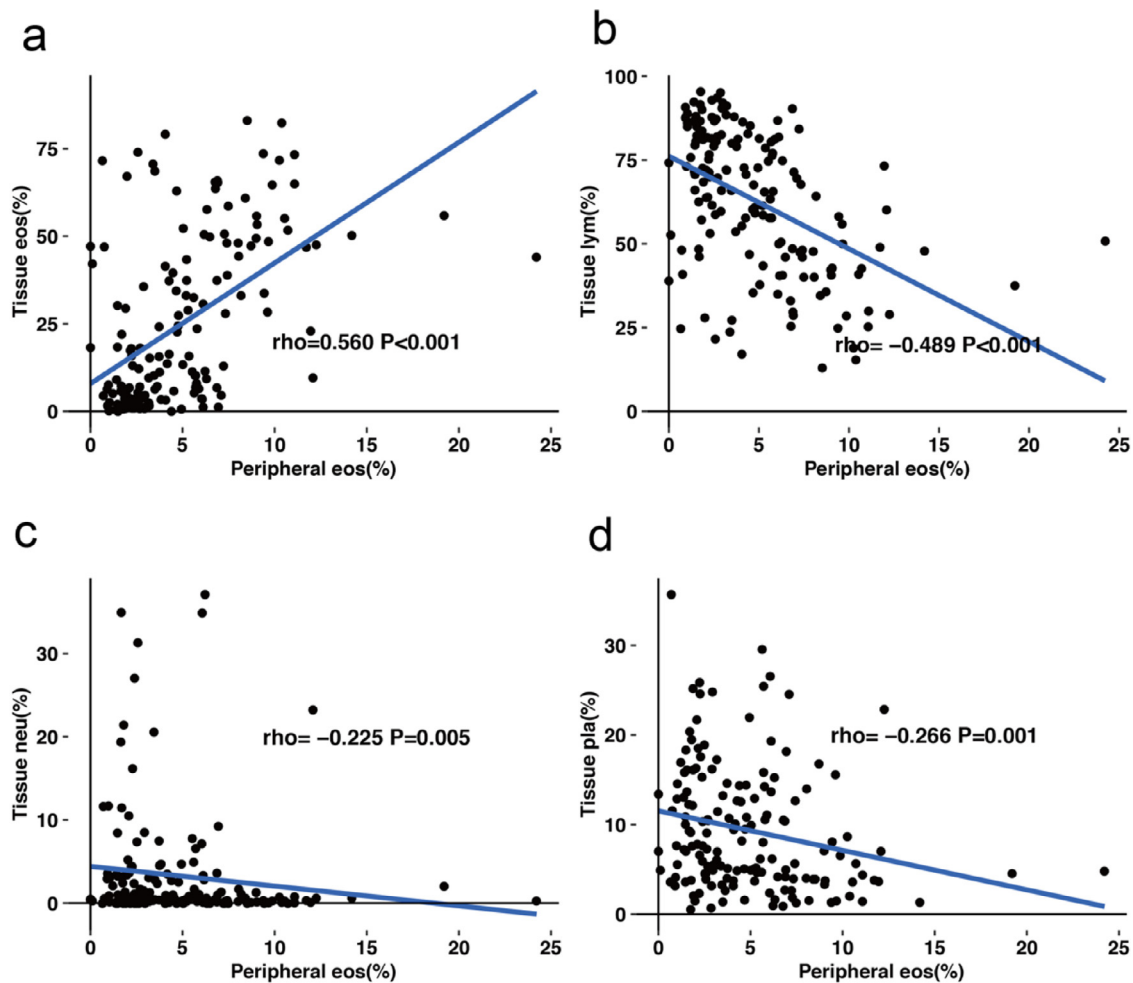 a
75
50
25
0
Tissue eos(%)
rho=0.560 P<0.001
0 5 10 15 20 25
Peripheral eos(%)
b
100
75
50
25
0
Tissue lym(%)
rho= −0.489 P<0.001
0 5 10 15 20 25
Peripheral eos(%)
c
30
20
10
0
Tissue neu(%)
rho= −0.225 P=0.005
0 5 10 15 20 25
Peripheral eos(%)
d
30
20
10
0
Tissue pla(%)
rho= −0.266 P=0.001
0 5 10 15 20 25
Peripheral eos(%)